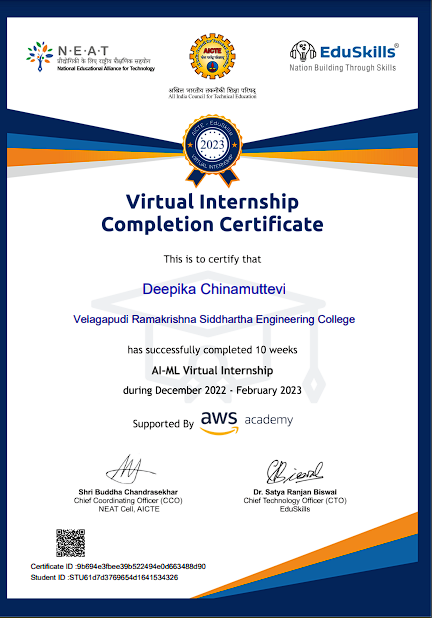 N·E·A·T
प्रौद्योगिकी के लिए राष्ट्रीय शैक्षणिक सहयोग
National Educational Alliance for Technology
AICTE
अखिल भारतीय तकनीकी शिक्षा परिषद्
All India Council for Technical Education
EduSkills®
Nation Building Through Skills
AICTE - EduSkills
2023
VIRTUAL INTERNSHIP
Virtual Internship
Completion Certificate
This is to certify that
Deepika Chinamuttevi
Velagapudi Ramakrishna Siddhartha Engineering College
has successfully completed 10 weeks
AI-ML Virtual Internship
during December 2022 - February 2023
Supported By aws academy
Shri Buddha Chandrasekhar
Chief Coordinating Officer (CCO)
NEAT Cell, AICTE
Biswal
Dr. Satya Ranjan Biswal
Chief Technology Officer (CTO)
EduSkills
Certificate ID :9b694e3fbee39b522494e0d663488d90
Student ID :STU61d7d3769654d1641534326